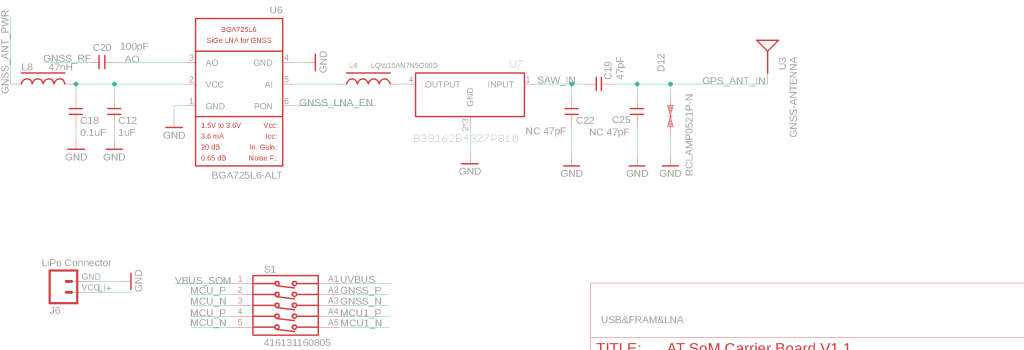 GNSS_ANT_PWR
L8
47nH
GNSS_RF
C20
100pF
AO
C18
0.1uF
GND
C12
1uF
GND
GND
U6
BGA725L6
SiGe LNA for GNSS
3 AO GND 4
2 VCC AI 5
1 GND PON 6
1.5V to 3.6V Vcc:
3.6 mA Icc:
20 dB In. Gain:
0.65 dB Noise F.:
BGA725L6-ALT
GND
GNSS_LNA_EN
L4 LQW15AN7N5G00D
U7
4 OUTPUT INPUT 1
GND
2*3
B39162B4327P810
GND
SAW_IN
C19
47pF
C22
NC 47pF
GND
C25
NC 47pF
GND
D12
RCLAMP0521P-N
GND
GPS_ANT_IN
U3
GNSS-ANTENNA
LiPo Connector
GND
GND
J6
S1
VBUS_SOM 1 A1 UVBUS
MCU_P 2 A2 GNSS_P
MCU_N 3 A3 GNSS_N
MCU_P 4 A4 MCU1_P
MCU_N 5 A5 MCU1_N
416131160805
USB&FRAM&LNA
TITLE: AT SoM Carrier Board V1.1